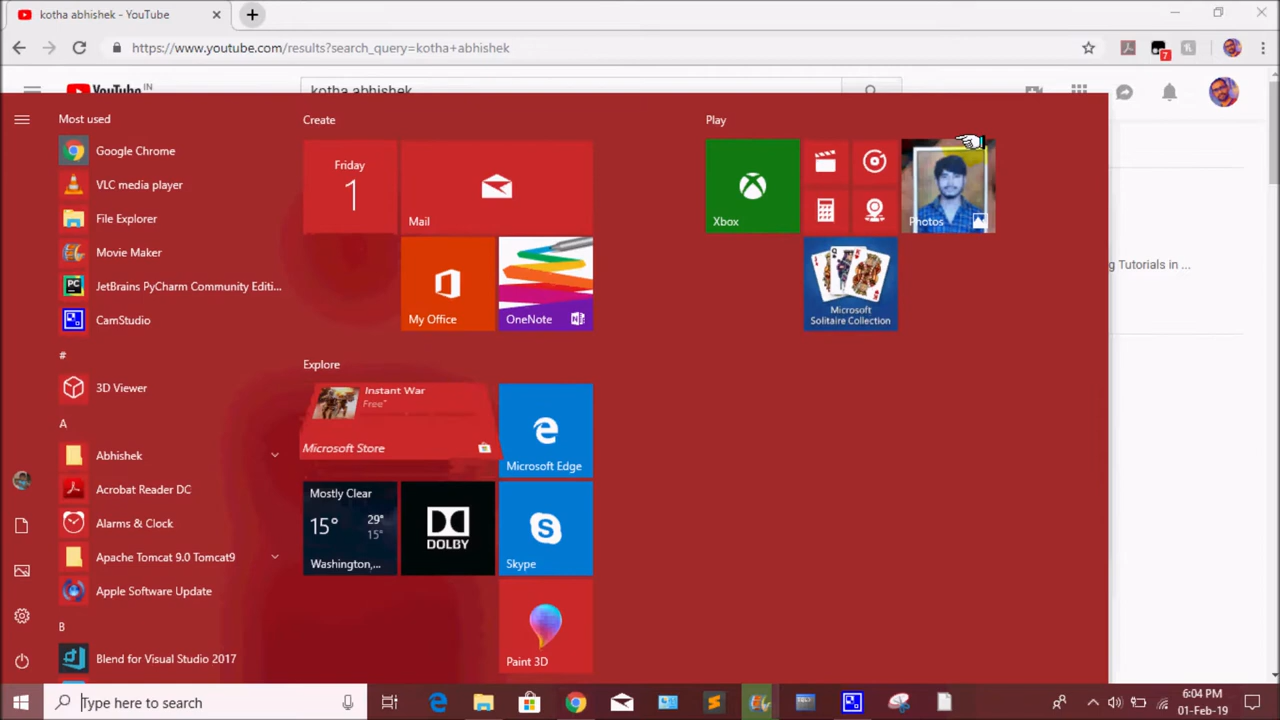 kotha abhishek - YouTube
https://www.youtube.com/results?search_query=kotha+abhishek
7
YouTube IN
kotha abhishek
Most used
Google Chrome
VLC media player
File Explorer
Movie Maker
JetBrains PyCharm Community Editi...
CamStudio
#
3D Viewer
A
Abhishek
Acrobat Reader DC
Alarms & Clock
Apache Tomcat 9.0 Tomcat9
Apple Software Update
B
Blend for Visual Studio 2017
Create
Friday
1
Mail
My Office
OneNote
Explore
Instant War
Free
Microsoft Store
Microsoft Edge
Mostly Clear
15° 29°
15°
Washington,...
DOLBY
Skype
Paint 3D
Play
Xbox
Photos
Microsoft
Solitaire Collection
g Tutorials in ...
Type here to search
6:04 PM
01-Feb-19